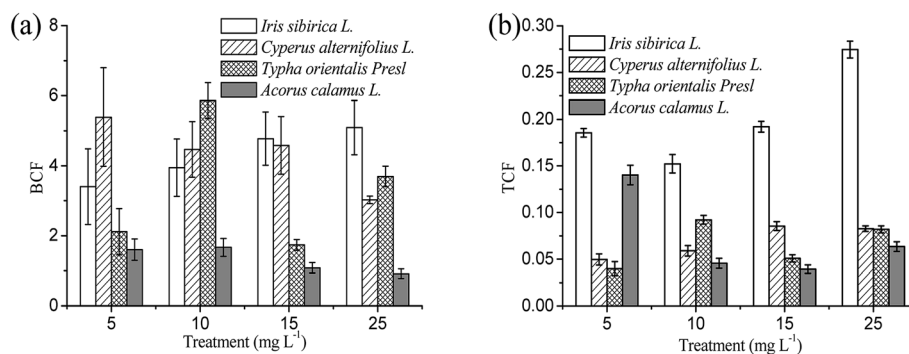 (a)
Iris sibirica L.
Cyperus alternifolius L.
Typha orientalis Presl
Acorus calamus L.
8
6
4
2
0
BCF
5 10 15 25
Treatment (mg L⁻¹)
(b)
Iris sibirica L.
Cyperus alternifolius L.
Typha orientalis Presl
Acorus calamus L.
0.30
0.25
0.20
0.15
0.10
0.05
0.00
TCF
5 10 15 25
Treatment (mg L⁻¹)